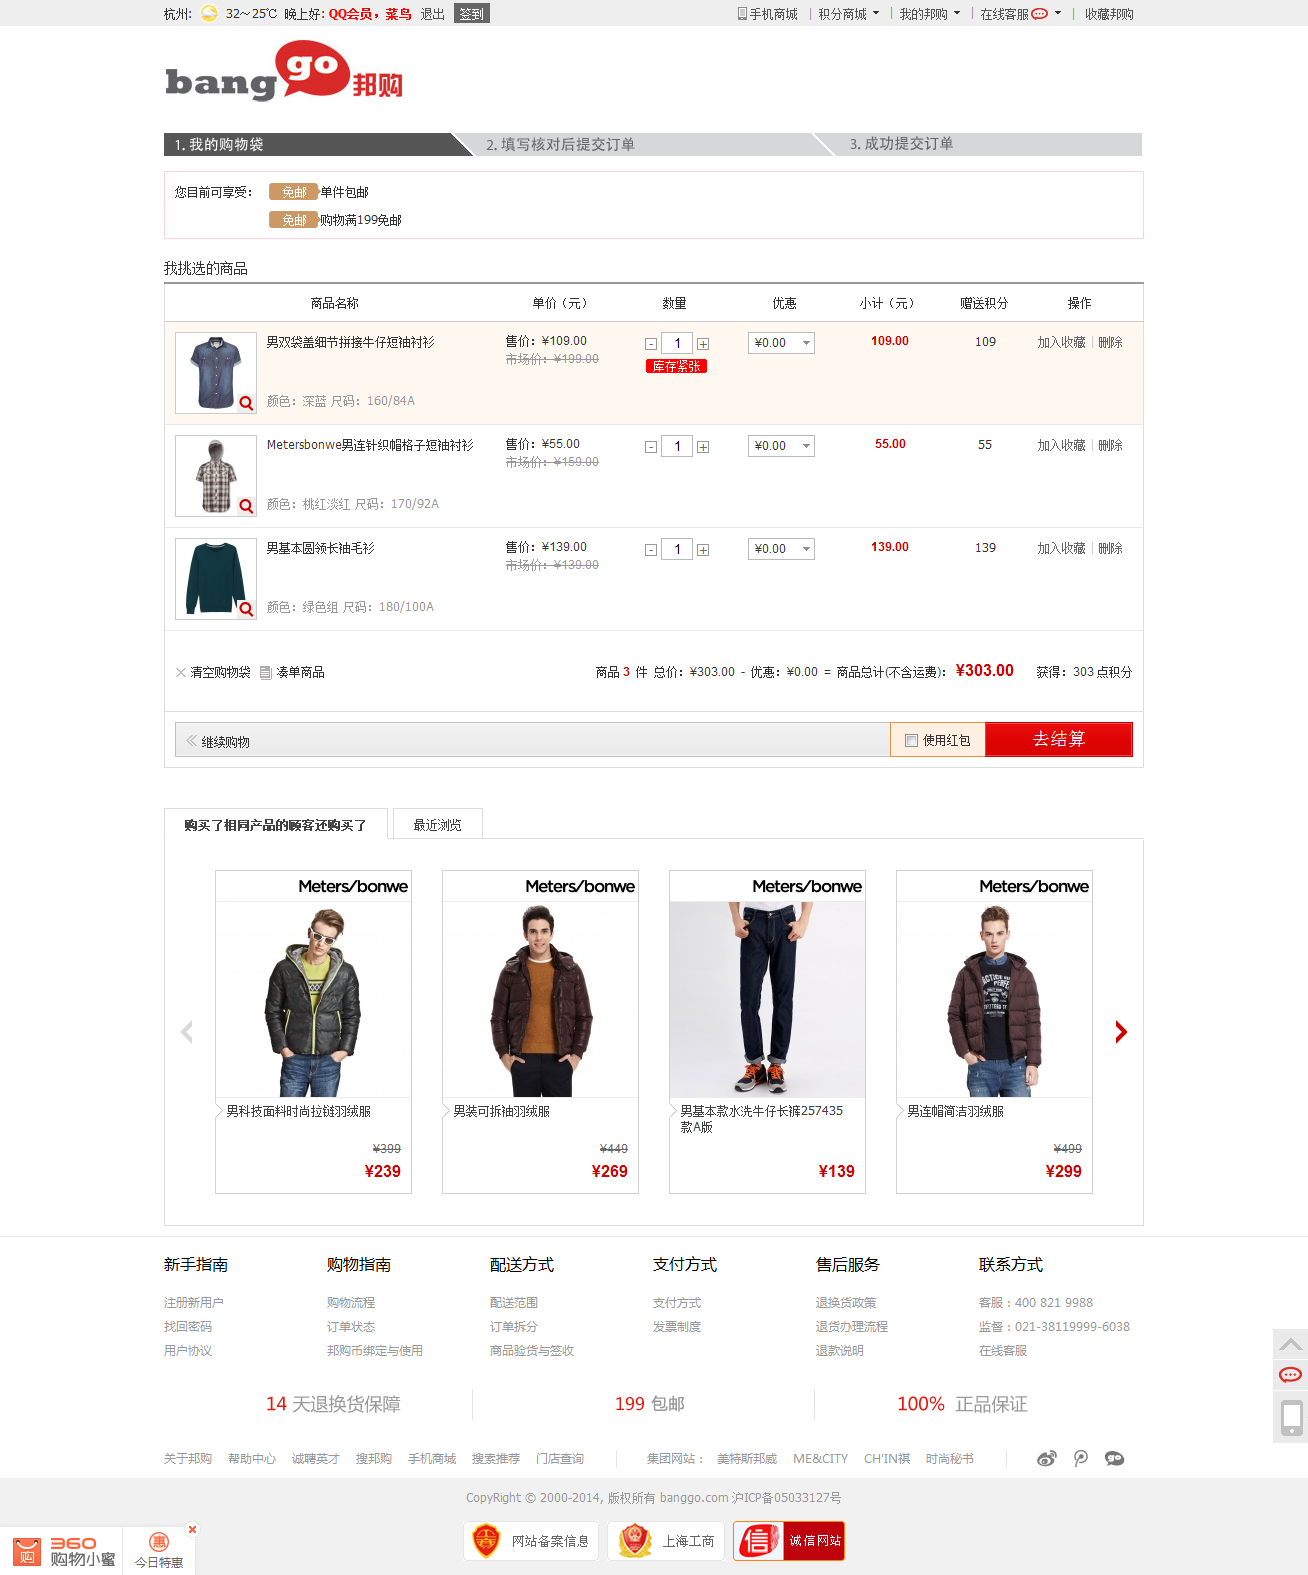 杭州: 32~25℃ 晚上好: QQ会员，菜鸟 退出 签到 手机商城 积分商城 我的邦购 在线客服 收藏邦购
bang go 邦购
1. 我的购物袋 2. 填写核对后提交订单 3. 成功提交订单
您目前可享受： 免邮 单件包邮
免邮 购物满199免邮
我挑选的商品
商品名称 单价（元） 数量 优惠 小计（元） 赠送积分 操作
男双袋盖细节拼接牛仔短袖衬衫 售价：¥109.00 - 1 + ¥0.00 109.00 109 加入收藏 删除
市场价：¥199.00
库存紧张
颜色：深蓝 尺码：160/84A
Metersbonwe男连针织帽格子短袖衬衫 售价：¥55.00 - 1 + ¥0.00 55.00 55 加入收藏 删除
市场价：¥159.00
颜色：桃红淡红 尺码：170/92A
男基本圆领长袖毛衫 售价：¥139.00 - 1 + ¥0.00 139.00 139 加入收藏 删除
市场价：¥139.00
颜色：绿色组 尺码：180/100A
清空购物袋 凑单商品 商品 3 件 总价：¥303.00 - 优惠：¥0.00 = 商品总计(不含运费)： ¥303.00 获得：303 点积分
继续购物 使用红包 去结算
购买了相同产品的顾客还购买了 最近浏览
Meters/bonwe Meters/bonwe Meters/bonwe Meters/bonwe
男科技面料时尚拉链羽绒服 男装可拆袖羽绒服 男基本款水洗牛仔长裤257435 男连帽简洁羽绒服
款A版
¥399 ¥449 ¥499
¥239 ¥269 ¥139 ¥299
新手指南 购物指南 配送方式 支付方式 售后服务 联系方式
注册新用户 购物流程 配送范围 支付方式 退换货政策 客服：400 821 9988
找回密码 订单状态 订单拆分 发票制度 退货办理流程 监督：021-38119999-6038
用户协议 邦购币绑定与使用 商品验货与签收 退款说明 在线客服
14 天退换货保障 199 包邮 100% 正品保证
关于邦购 帮助中心 诚聘英才 搜邦购 手机商城 搜索推荐 门店查询 集团网站： 美特斯邦威 ME&CITY CH'IN祺 时尚秘书
CopyRight © 2000-2014, 版权所有 banggo.com 沪ICP备05033127号
网站备案信息 上海工商 信 诚信网站
购 360 惠
购物小蜜 今日特惠